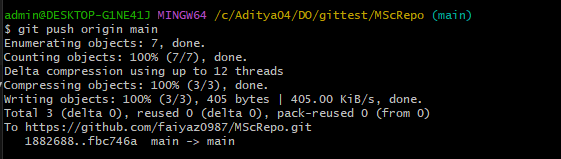 admin@DESKTOP-G1NE41J MINGW64 /c/Aditya04/DO/gittest/MScRepo (main)
$ git push origin main
Enumerating objects: 7, done.
Counting objects: 100% (7/7), done.
Delta compression using up to 12 threads
Compressing objects: 100% (3/3), done.
Writing objects: 100% (3/3), 405 bytes | 405.00 KiB/s, done.
Total 3 (delta 0), reused 0 (delta 0), pack-reused 0 (from 0)
To https://github.com/faiyaz0987/MScRepo.git
   1882688..fbc746a  main -> main